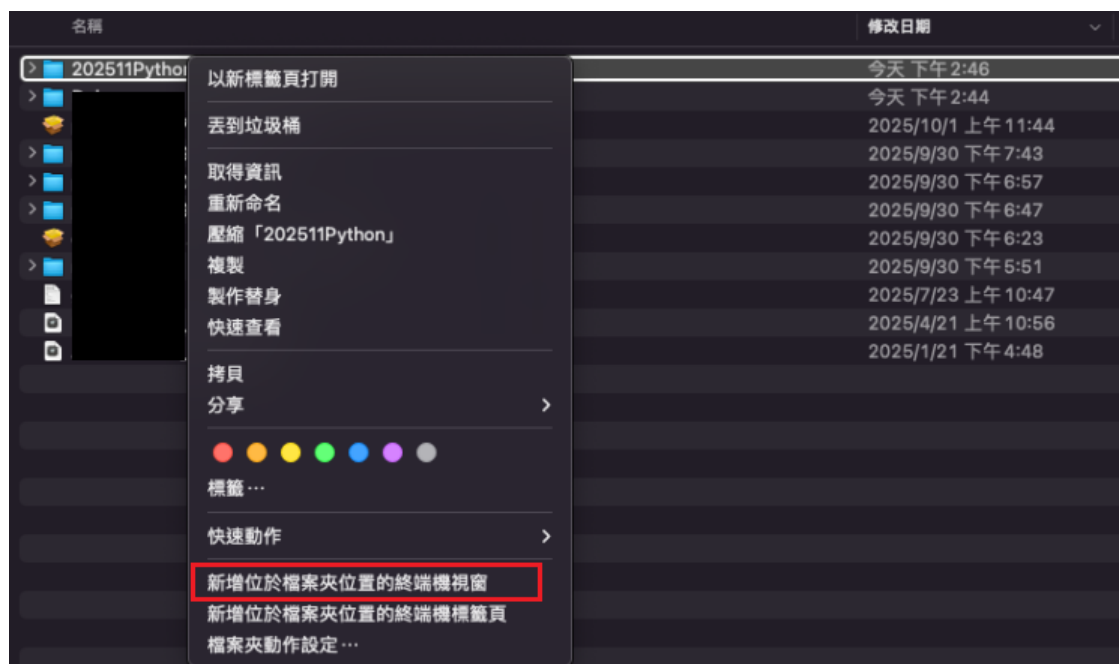 名稱
修改日期
202511Pytho
今天 下午 2:46
今天 下午 2:44
2025/10/1 上午 11:44
2025/9/30 下午 7:43
2025/9/30 下午 6:57
2025/9/30 下午 6:47
2025/9/30 下午 6:23
2025/9/30 下午 5:51
2025/7/23 上午 10:47
2025/4/21 上午 10:56
2025/1/21 下午 4:48
以新標籤頁打開
丟到垃圾桶
取得資訊
重新命名
壓縮「202511Python」
複製
製作替身
快速查看
拷貝
分享
標籤…
快速動作
新增位於檔案夾位置的終端機視窗
新增位於檔案夾位置的終端機標籤頁
檔案夾動作設定…